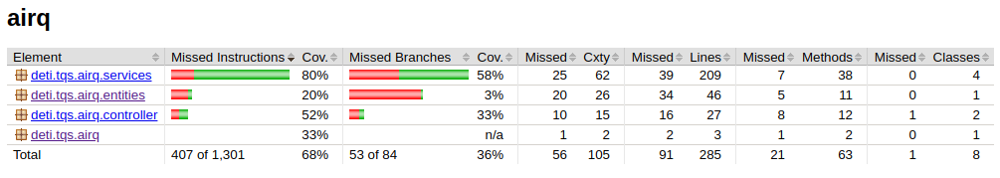 airq
Element Missed Instructions Cov. Missed Branches Cov. Missed Cxty Missed Lines Missed Methods Missed Classes
deti.tqs.airq.services 80% 58% 25 62 39 209 7 38 0 4
deti.tqs.airq.entities 20% 3% 20 26 34 46 5 11 0 1
deti.tqs.airq.controller 52% 33% 10 15 16 27 8 12 1 2
deti.tqs.airq 33% n/a 1 2 2 3 1 2 0 1
Total 407 of 1,301 68% 53 of 84 36% 56 105 91 285 21 63 1 8